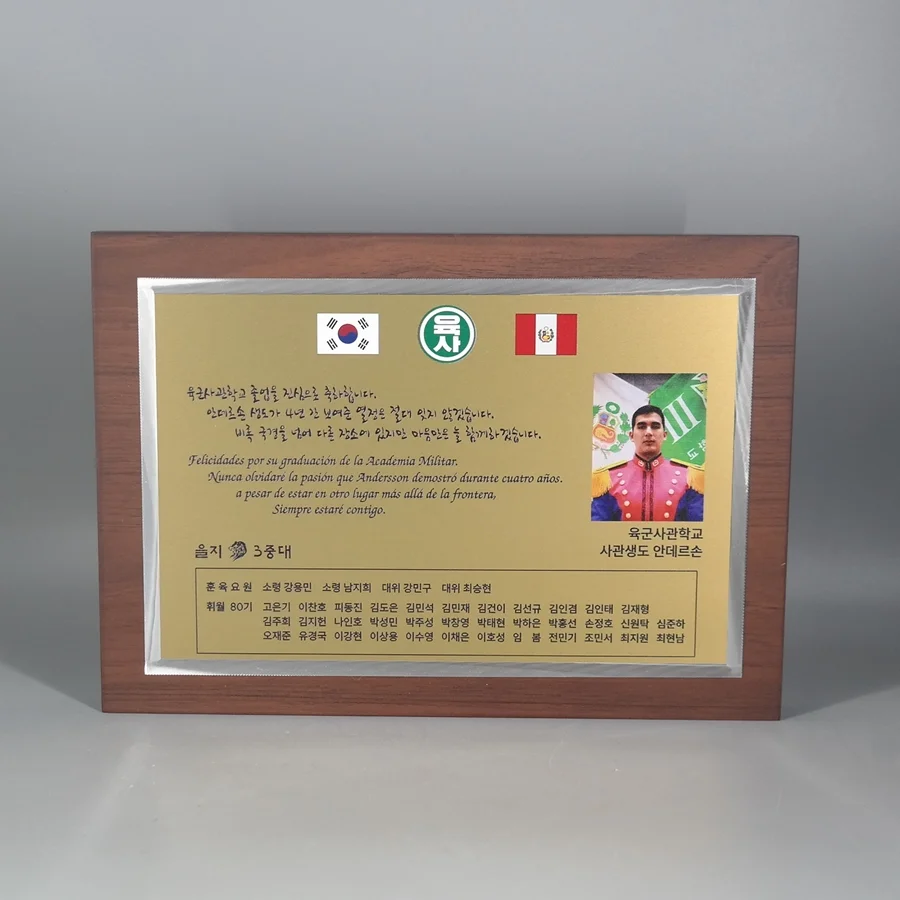 육사
육군사관학교 졸업을 진심으로 축하합니다.
안데르손 생도가 4년 간 보여준 열정은 절대 잊지 않겠습니다.
비록 국경을 넘어 다른 장소에 있지만 마음만은 늘 함께하겠습니다.
Felicidades por su graduación de la Academia Militar.
Nunca olvidaré la pasión que Andersson demostró durante cuatro años.
a pesar de estar en otro lugar más allá de la frontera,
Siempre estaré contigo.
육군사관학교
사관생도 안데르손
을지 3중대
훈육요원 소령 강용민 소령 남지희 대위 강민구 대위 최승현
휘월 80기 고은기 이찬호 피동진 김도은 김민석 김민재 김건이 김선규 김인겸 김인태 김재형
김주희 김지헌 나인호 박성민 박주성 박창영 박태현 박하은 박홍선 손정호 신원탁 심준하
오재준 유경국 이강현 이상용 이수영 이채은 이호성 임 봄 전민기 조민서 최지원 최현남